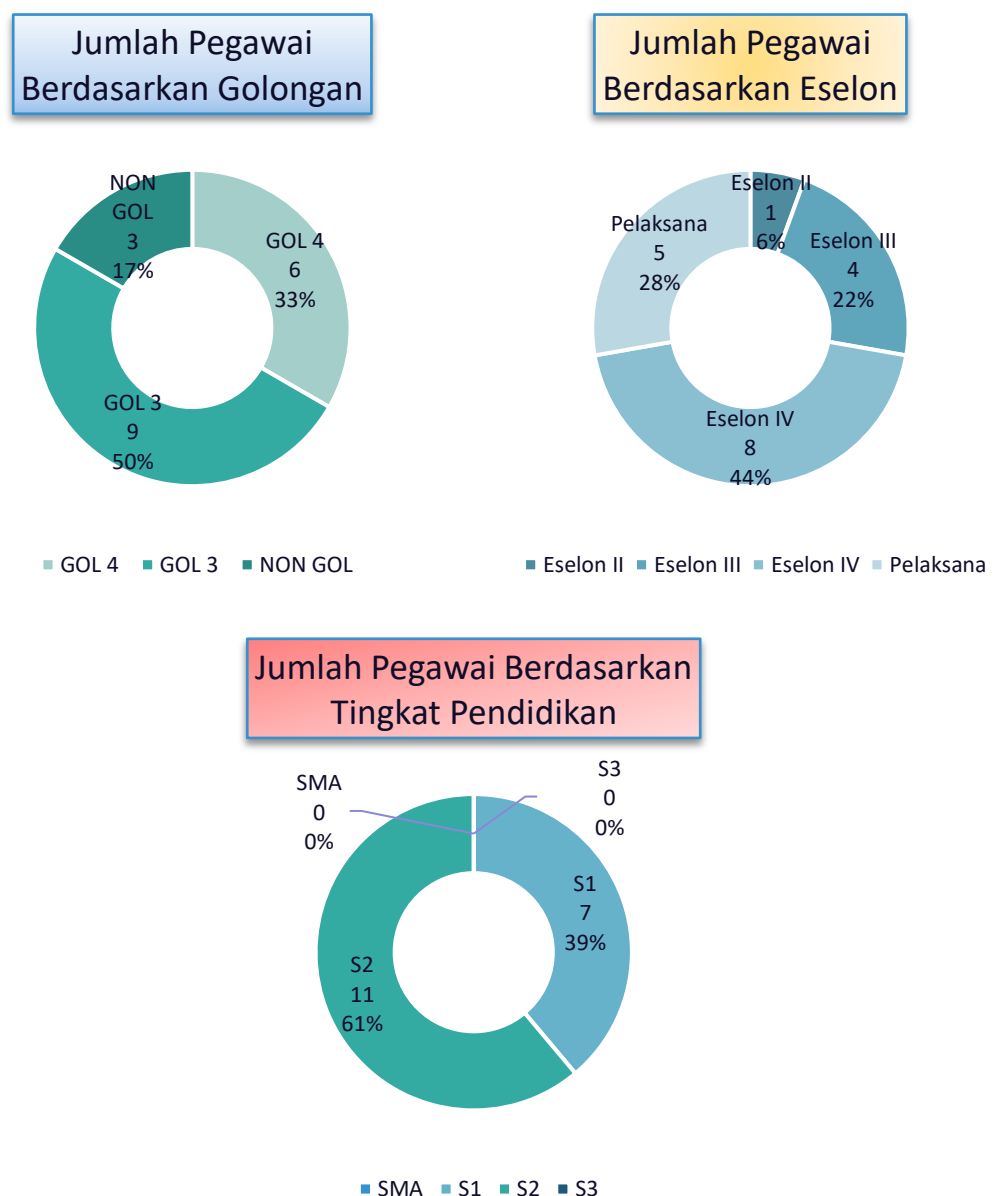 Jumlah Pegawai
Berdasarkan Golongan
NON
GOL
3
17%
GOL 4
6
33%
GOL 3
9
50%
GOL 4 GOL 3 NON GOL
Jumlah Pegawai
Berdasarkan Eselon
Eselon II
1
6%
Eselon III
4
22%
Pelaksana
5
28%
Eselon IV
8
44%
Eselon II Eselon III Eselon IV Pelaksana
Jumlah Pegawai Berdasarkan
Tingkat Pendidikan
SMA
0
0%
S3
0
0%
S1
7
39%
S2
11
61%
SMA S1 S2 S3